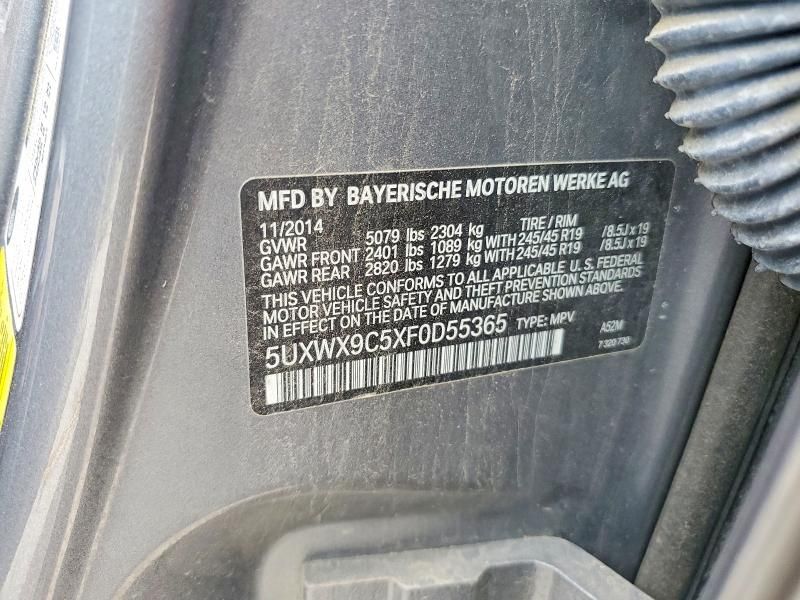 MFD BY BAYERISCHE MOTOREN WERKE AG
11/2014 TIRE / RIM
GVWR 5079 lbs 2304 kg
GAWR FRONT 2401 lbs 1089 kg WITH 245/45 R19 /8.5J x 19
GAWR REAR 2820 lbs 1279 kg WITH 245/45 R19 /8.5J x 19
THIS VEHICLE CONFORMS TO ALL APPLICABLE U.S. FEDERAL
MOTOR VEHICLE SAFETY AND THEFT PREVENTION STANDARDS
IN EFFECT ON THE DATE OF MANUFACTURE SHOWN ABOVE.
5UXWX9C5XF0D55365 TYPE: MPV A52M
7 320 730